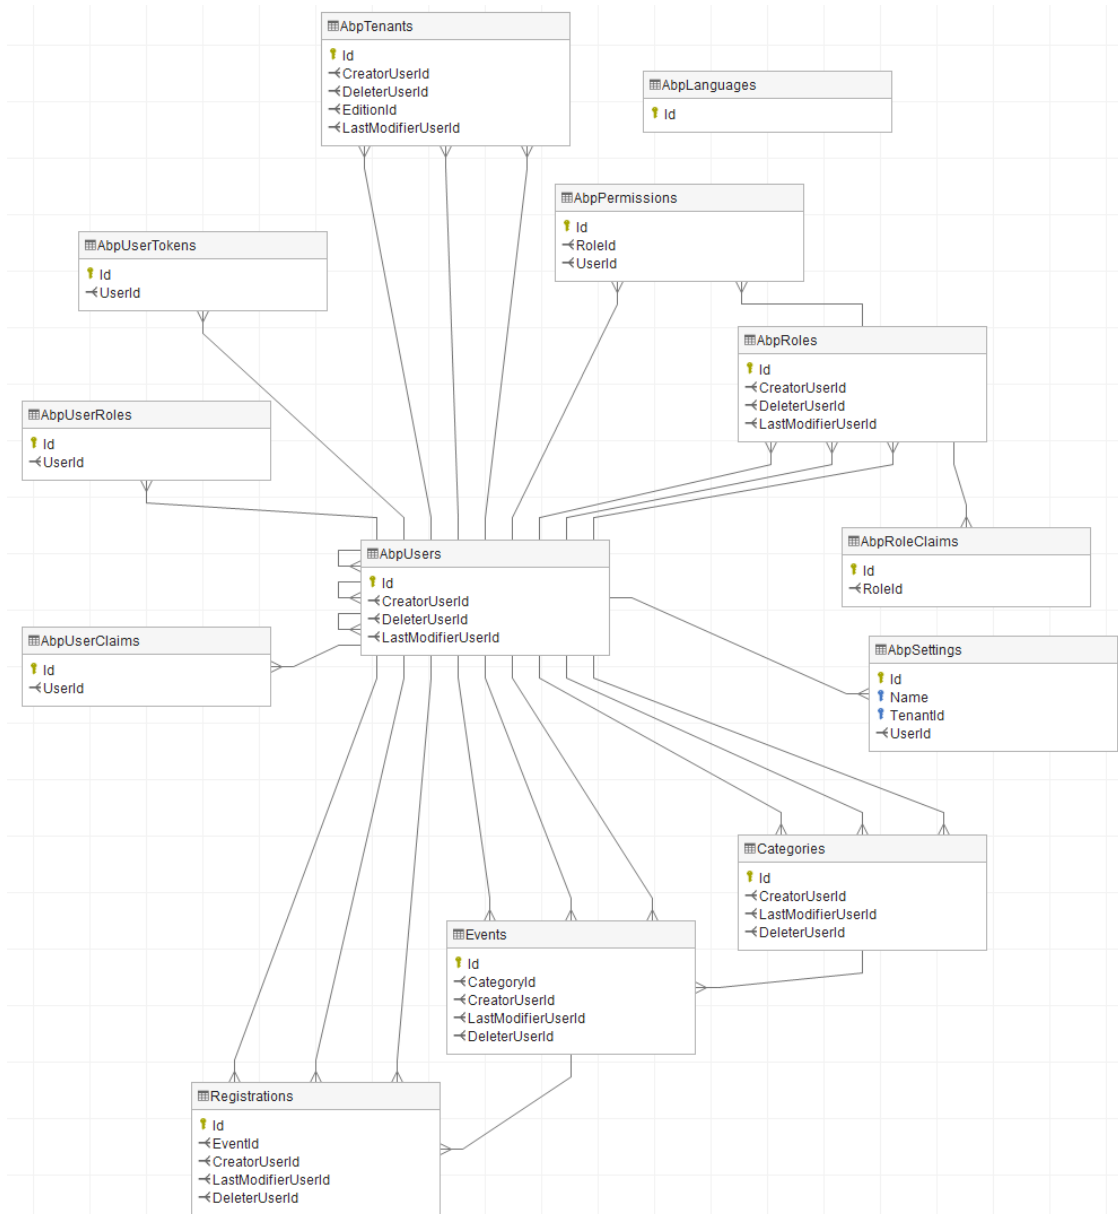 AbpTenants
Id
CreatorUserId
DeleterUserId
EditionId
LastModifierUserId
AbpLanguages
Id
AbpPermissions
Id
RoleId
UserId
AbpUserTokens
Id
UserId
AbpRoles
Id
CreatorUserId
DeleterUserId
LastModifierUserId
AbpUserRoles
Id
UserId
AbpUsers
Id
CreatorUserId
DeleterUserId
LastModifierUserId
AbpRoleClaims
Id
RoleId
AbpUserClaims
Id
UserId
AbpSettings
Id
Name
TenantId
UserId
Categories
Id
CreatorUserId
LastModifierUserId
DeleterUserId
Events
Id
CategoryId
CreatorUserId
LastModifierUserId
DeleterUserId
Registrations
Id
EventId
CreatorUserId
LastModifierUserId
DeleterUserId